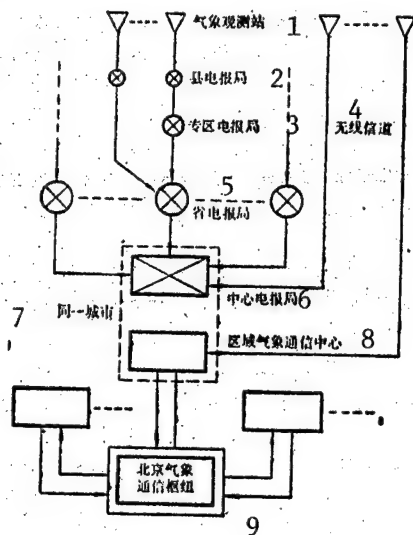 气象观测站 1
县电报局 2
专区电报局 3
4
无线信道
5
省电报局
中心电报局 6
7
同一城市
区域气象通信中心 8
北京气象
通信枢纽
9